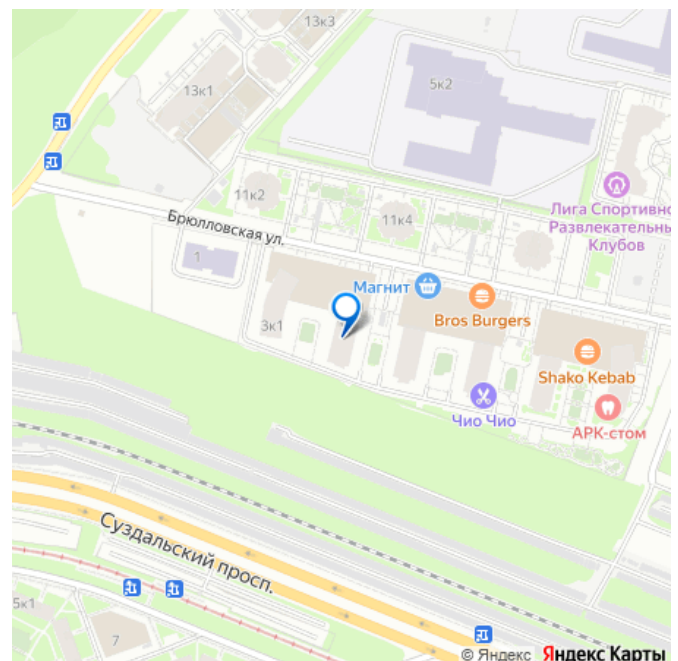 13к3
13к1
5к2
11к2
11к4
Лига Спортивно
Развлекательны
Клубов
Брюлловская ул.
1
Магнит
Bros Burgers
3к1
Shako Kebab
Чио Чио
АРК-стом
Суздальский просп.
5к1
7
© Яндекс Яндекс Карты